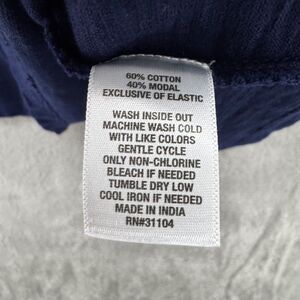 60% COTTON
40% MODAL
EXCLUSIVE OF ELASTIC
WASH INSIDE OUT
MACHINE WASH COLD
WITH LIKE COLORS
GENTLE CYCLE
ONLY NON-CHLORINE
BLEACH IF NEEDED
TUMBLE DRY LOW
COOL IRON IF NEEDED
MADE IN INDIA
RN#31104